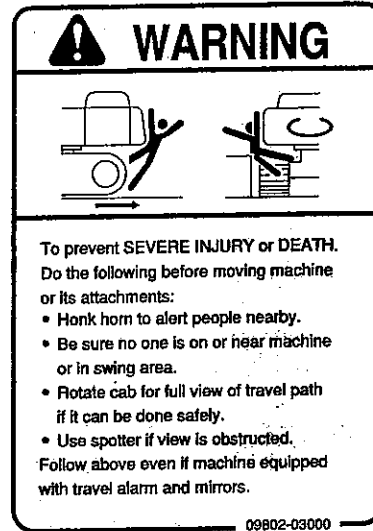 WARNING
To prevent SEVERE INJURY or DEATH.
Do the following before moving machine
or its attachments:
• Honk horn to alert people nearby.
• Be sure no one is on or near machine
or in swing area.
• Rotate cab for full view of travel path
if it can be done safely.
• Use spotter if view is obstructed.
Follow above even if machine equipped
with travel alarm and mirrors.
09802-03000